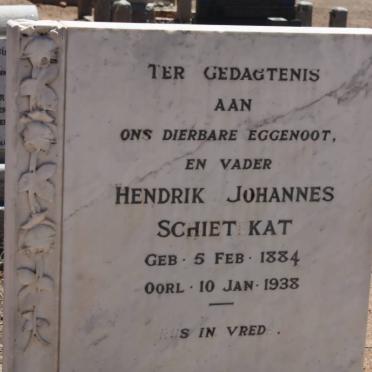 TER GEDAGTENIS
AAN
ONS DIERBARE EGGENOOT,
EN VADER
HENDRIK JOHANNES
SCHIET KAT
GEB · 5 FEB · 1884
OORL · 10 JAN · 1938
RUS IN VREDE.